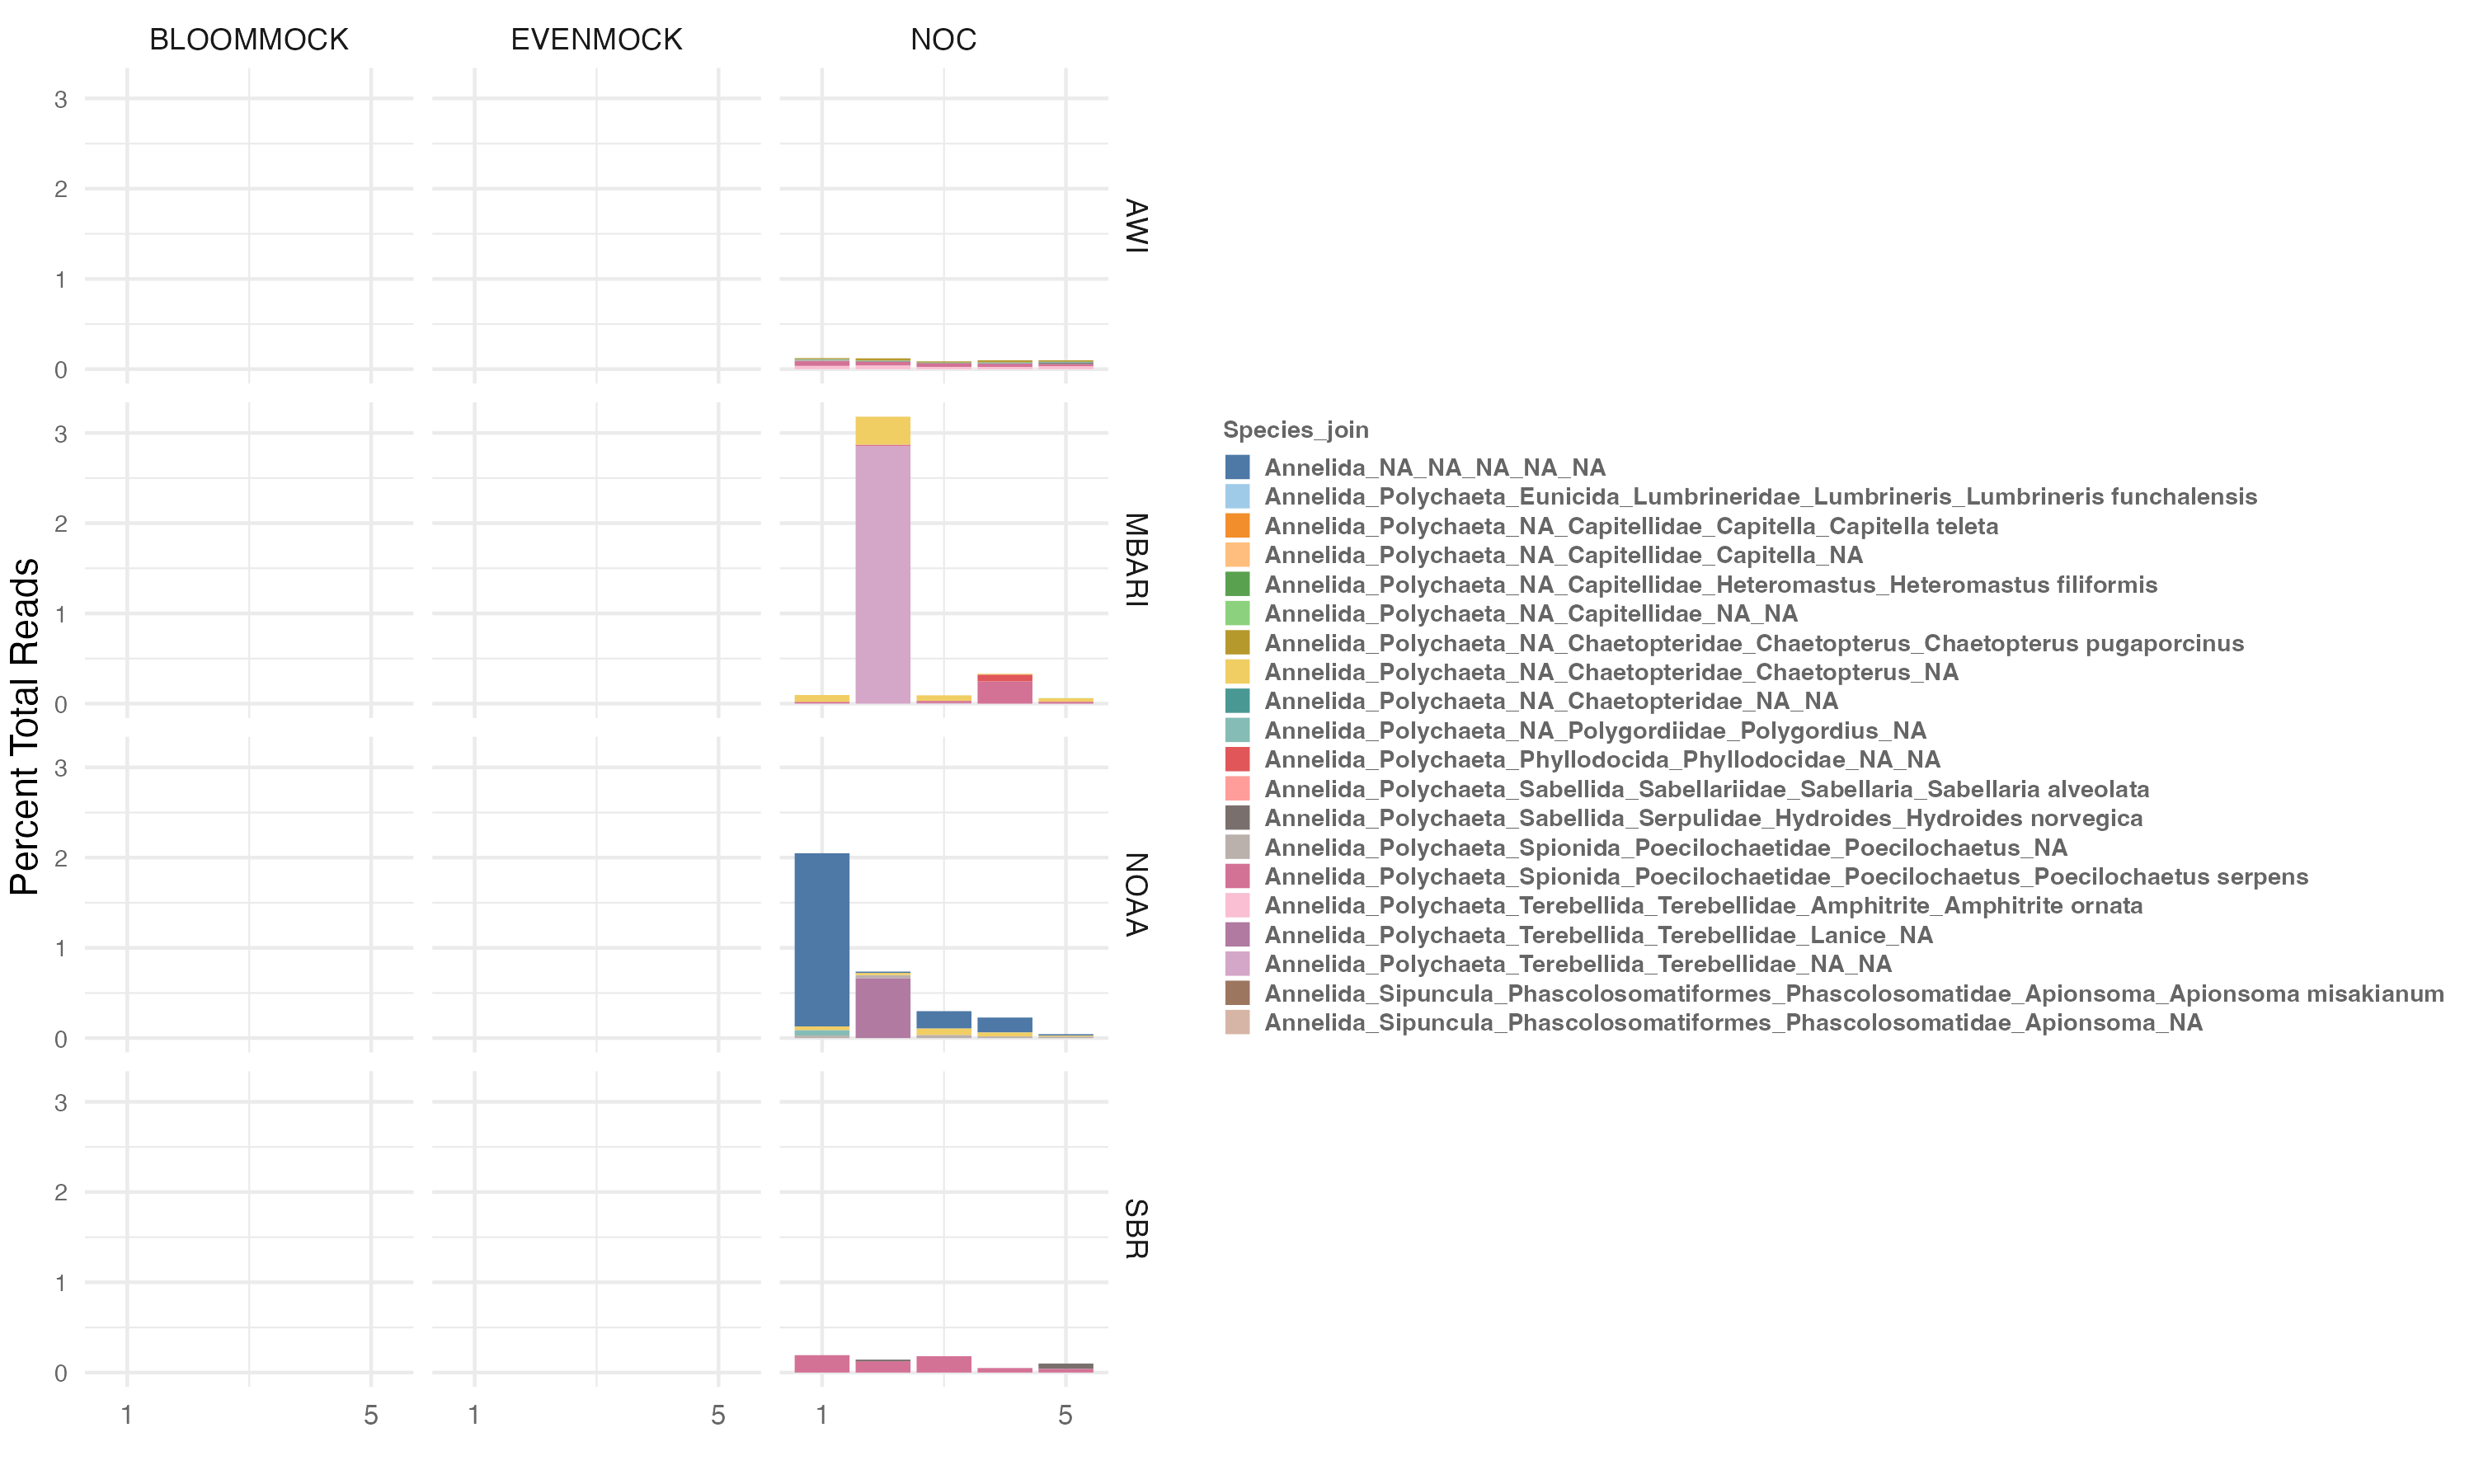 BLOOMMOCK EVENMOCK NOC
3
2
1
0
AWI
3
2
1
0
MBARI
3
2
1
0
NOAA
3
2
1
0
SBR
1 5 1 5 1 5
Percent Total Reads
Species_join
Annelida_NA_NA_NA_NA_NA
Annelida_Polychaeta_Eunicida_Lumbrineridae_Lumbrineris_Lumbrineris funchalensis
Annelida_Polychaeta_NA_Capitellidae_Capitella_Capitella teleta
Annelida_Polychaeta_NA_Capitellidae_Capitella_NA
Annelida_Polychaeta_NA_Capitellidae_Heteromastus_Heteromastus filiformis
Annelida_Polychaeta_NA_Capitellidae_NA_NA
Annelida_Polychaeta_NA_Chaetopteridae_Chaetopterus_Chaetopterus pugaporcinus
Annelida_Polychaeta_NA_Chaetopteridae_Chaetopterus_NA
Annelida_Polychaeta_NA_Chaetopteridae_NA_NA
Annelida_Polychaeta_NA_Polygordiidae_Polygordius_NA
Annelida_Polychaeta_Phyllodocida_Phyllodocidae_NA_NA
Annelida_Polychaeta_Sabellida_Sabellariidae_Sabellaria_Sabellaria alveolata
Annelida_Polychaeta_Sabellida_Serpulidae_Hydroides_Hydroides norvegica
Annelida_Polychaeta_Spionida_Poecilochaetidae_Poecilochaetus_NA
Annelida_Polychaeta_Spionida_Poecilochaetidae_Poecilochaetus_Poecilochaetus serpens
Annelida_Polychaeta_Terebellida_Terebellidae_Amphitrite_Amphitrite ornata
Annelida_Polychaeta_Terebellida_Terebellidae_Lanice_NA
Annelida_Polychaeta_Terebellida_Terebellidae_NA_NA
Annelida_Sipuncula_Phascolosomatiformes_Phascolosomatidae_Apionsoma_Apionsoma misakianum
Annelida_Sipuncula_Phascolosomatiformes_Phascolosomatidae_Apionsoma_NA